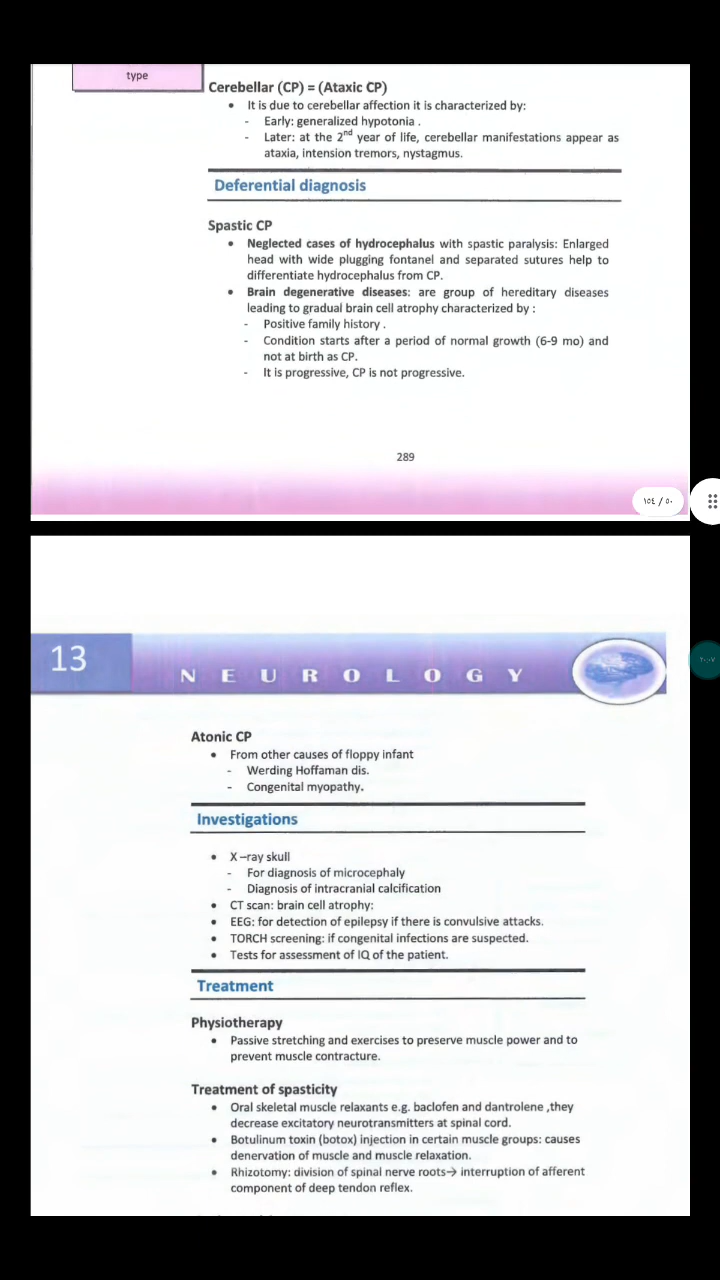 type
Cerebellar (CP) = (Ataxic CP)
• It is due to cerebellar affection it is characterized by:
- Early: generalized hypotonia .
- Later: at the 2nd year of life, cerebellar manifestations appear as
ataxia, intension tremors, nystagmus.
Deferential diagnosis
Spastic CP
• Neglected cases of hydrocephalus with spastic paralysis: Enlarged
head with wide plugging fontanel and separated sutures help to
differentiate hydrocephalus from CP.
• Brain degenerative diseases: are group of hereditary diseases
leading to gradual brain cell atrophy characterized by :
- Positive family history .
- Condition starts after a period of normal growth (6-9 mo) and
not at birth as CP.
- It is progressive, CP is not progressive.
289
١٥٤ / ٥٠
13
NEUROLOGY
٢٠:٠٧
Atonic CP
• From other causes of floppy infant
- Werding Hoffaman dis.
- Congenital myopathy.
Investigations
• X –ray skull
- For diagnosis of microcephaly
- Diagnosis of intracranial calcification
• CT scan: brain cell atrophy:
• EEG: for detection of epilepsy if there is convulsive attacks.
• TORCH screening: if congenital infections are suspected.
• Tests for assessment of IQ of the patient.
Treatment
Physiotherapy
• Passive stretching and exercises to preserve muscle power and to
prevent muscle contracture.
Treatment of spasticity
• Oral skeletal muscle relaxants e.g. baclofen and dantrolene ,they
decrease excitatory neurotransmitters at spinal cord.
• Botulinum toxin (botox) injection in certain muscle groups: causes
denervation of muscle and muscle relaxation.
• Rhizotomy: division of spinal nerve roots→ interruption of afferent
component of deep tendon reflex.